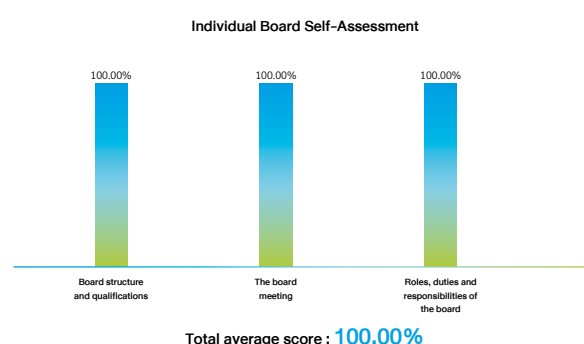 Individual Board Self-Assessment
100.00% 100.00% 100.00%
Board structure
and qualifications
The board
meeting
Roles, duties and
responsibilities of
the board
Total average score : 100.00%